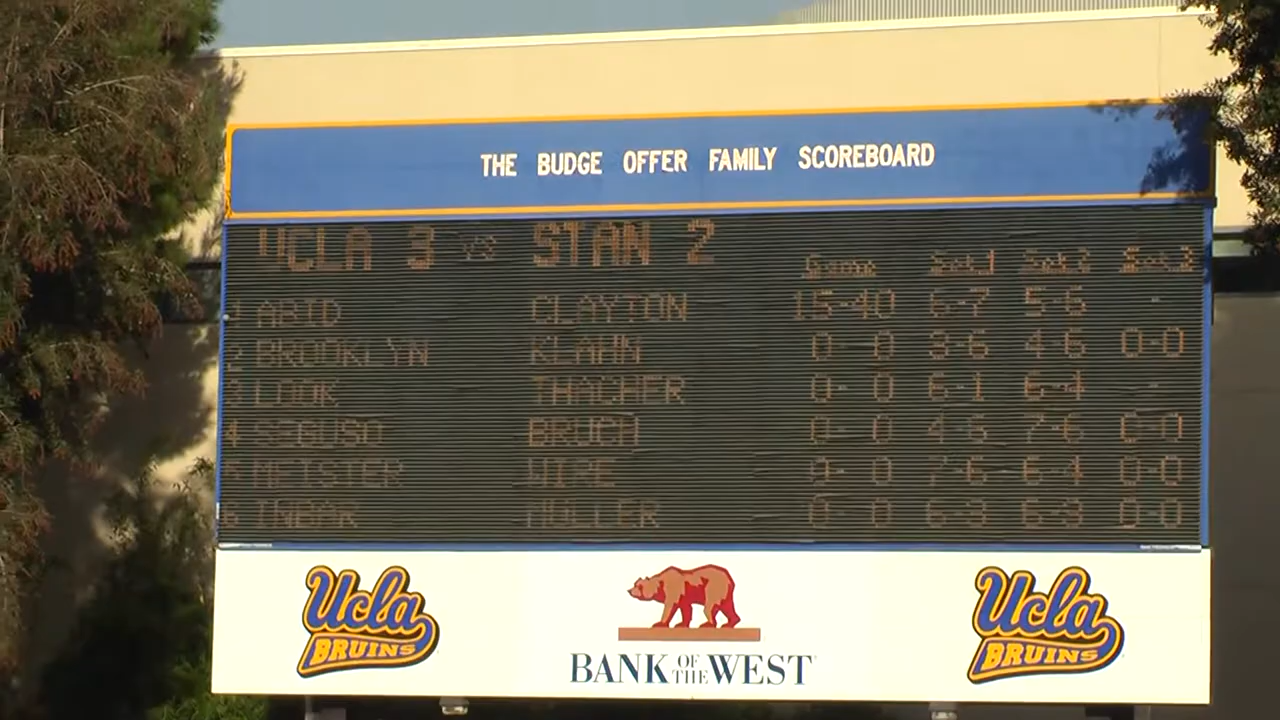 THE BUDGE OFFER FAMILY SCOREBOARD
UCLA 3 VS STAN 2
Game Set 1 Set 2 Set 3
1 ABID CLAYTON 15-40 6-7 5-6 -
2 BROOKLYN KLAHN 0-0 3-6 4-6 0-0
3 LOOK THACHER 0-0 6-1 6-4 -
4 SEGUSO BRUCH 0-0 4-6 7-6 0-0
5 MEISTER WIRE 0-0 7-6 6-4 0-0
6 INBAR MULLER 0-0 6-3 6-3 0-0
Ucla BRUINS
BANK OF THE WEST
Ucla BRUINS